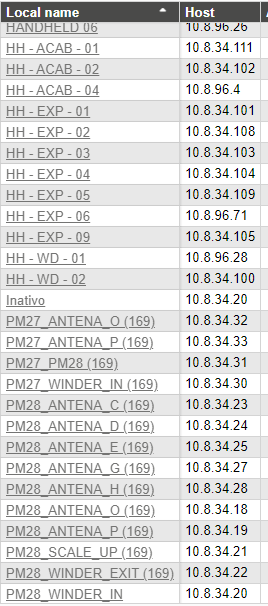 Local name Host
HANDHELD 06 10.8.96.26
HH - ACAB - 01 10.8.34.111
HH - ACAB - 02 10.8.34.102
HH - ACAB - 04 10.8.96.4
HH - EXP - 01 10.8.34.101
HH - EXP - 02 10.8.34.108
HH - EXP - 03 10.8.34.103
HH - EXP - 04 10.8.34.104
HH - EXP - 05 10.8.34.109
HH - EXP - 06 10.8.96.71
HH - EXP - 09 10.8.34.105
HH - WD - 01 10.8.96.28
HH - WD - 02 10.8.34.100
Inativo 10.8.34.20
PM27_ANTENA_O (169) 10.8.34.32
PM27_ANTENA_P (169) 10.8.34.33
PM27_PM28 (169) 10.8.34.31
PM27_WINDER_IN (169) 10.8.34.30
PM28_ANTENA_C (169) 10.8.34.23
PM28_ANTENA_D (169) 10.8.34.24
PM28_ANTENA_E (169) 10.8.34.25
PM28_ANTENA_G (169) 10.8.34.27
PM28_ANTENA_H (169) 10.8.34.28
PM28_ANTENA_O (169) 10.8.34.18
PM28_ANTENA_P (169) 10.8.34.19
PM28_SCALE_UP (169) 10.8.34.21
PM28_WINDER_EXIT (169) 10.8.34.22
PM28_WINDER_IN 10.8.34.20